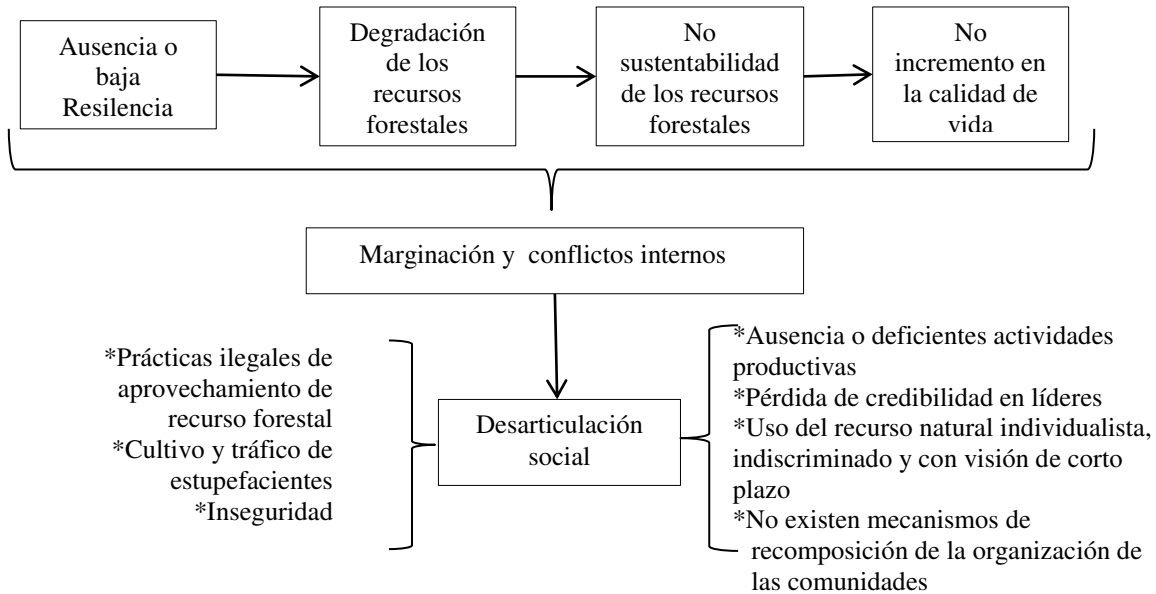 Ausencia o
baja
Resilencia
Degradación
de los
recursos
forestales
No
sustentabilidad
de los recursos
forestales
No
incremento en
la calidad de
vida
Marginación y conflictos internos
*Prácticas ilegales de
aprovechamiento de
recurso forestal
*Cultivo y tráfico de
estupefacientes
*Inseguridad
Desarticulación
social
*Ausencia o deficientes actividades
productivas
*Pérdida de credibilidad en líderes
*Uso del recurso natural individualista,
indiscriminado y con visión de corto
plazo
*No existen mecanismos de
recomposición de la organización de
las comunidades